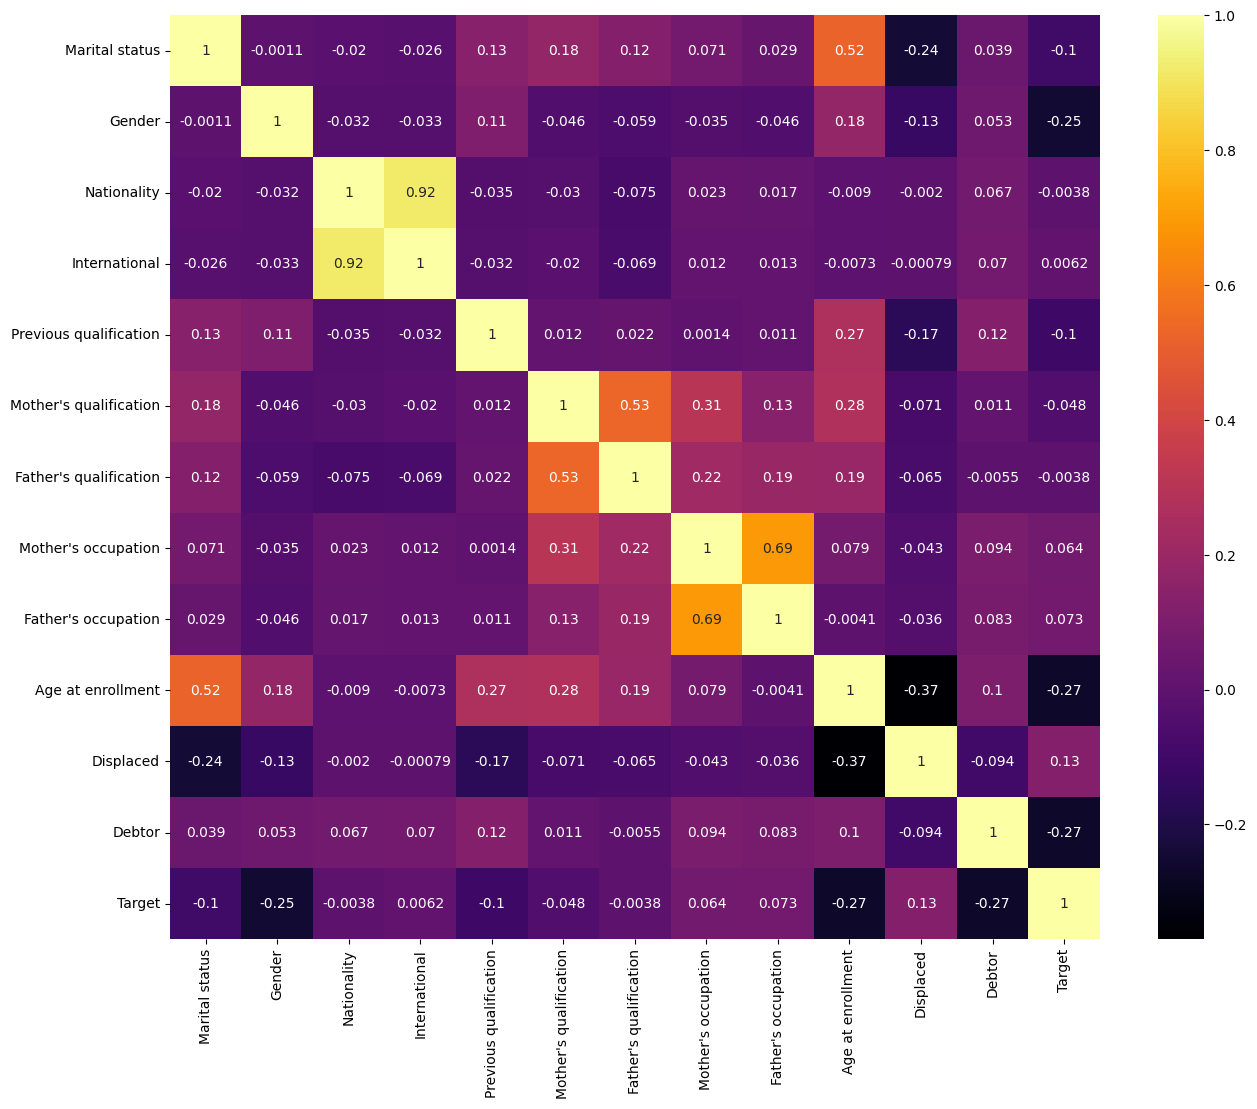 Marital status 1 -0.0011 -0.02 -0.026 0.13 0.18 0.12 0.071 0.029 0.52 -0.24 0.039 -0.1
Gender -0.0011 1 -0.032 -0.033 0.11 -0.046 -0.059 -0.035 -0.046 0.18 -0.13 0.053 -0.25
Nationality -0.02 -0.032 1 0.92 -0.035 -0.03 -0.075 0.023 0.017 -0.009 -0.002 0.067 -0.0038
International -0.026 -0.033 0.92 1 -0.032 -0.02 -0.069 0.012 0.013 -0.0073 -0.00079 0.07 0.0062
Previous qualification 0.13 0.11 -0.035 -0.032 1 0.012 0.022 0.0014 0.011 0.27 -0.17 0.12 -0.1
Mother's qualification 0.18 -0.046 -0.03 -0.02 0.012 1 0.53 0.31 0.13 0.28 -0.071 0.011 -0.048
Father's qualification 0.12 -0.059 -0.075 -0.069 0.022 0.53 1 0.22 0.19 0.19 -0.065 -0.0055 -0.0038
Mother's occupation 0.071 -0.035 0.023 0.012 0.0014 0.31 0.22 1 0.69 0.079 -0.043 0.094 0.064
Father's occupation 0.029 -0.046 0.017 0.013 0.011 0.13 0.19 0.69 1 -0.0041 -0.036 0.083 0.073
Age at enrollment 0.52 0.18 -0.009 -0.0073 0.27 0.28 0.19 0.079 -0.0041 1 -0.37 0.1 -0.27
Displaced -0.24 -0.13 -0.002 -0.00079 -0.17 -0.071 -0.065 -0.043 -0.036 -0.37 1 -0.094 0.13
Debtor 0.039 0.053 0.067 0.07 0.12 0.011 -0.0055 0.094 0.083 0.1 -0.094 1 -0.27
Target -0.1 -0.25 -0.0038 0.0062 -0.1 -0.048 -0.0038 0.064 0.073 -0.27 0.13 -0.27 1
Marital status
Gender
Nationality
International
Previous qualification
Mother's qualification
Father's qualification
Mother's occupation
Father's occupation
Age at enrollment
Displaced
Debtor
Target
1.0
0.8
0.6
0.4
0.2
0.0
−0.2